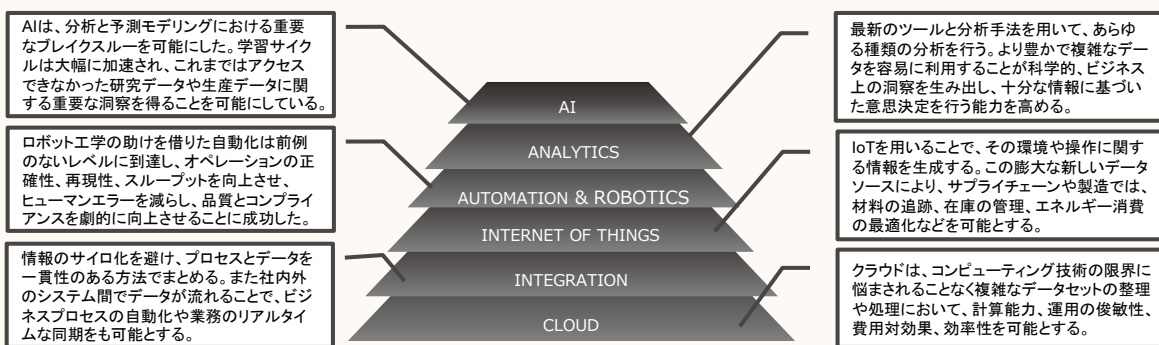 AIは、分析と予測モデリングにおける重要
なブレイクスルーを可能にした。学習サイク
ルは大幅に加速され、これまではアクセス
できなかった研究データや生産データに関
する重要な洞察を得ることを可能にしている。
ロボット工学の助けを借りた自動化は前例
のないレベルに到達し、オペレーションの正
確性、再現性、スループットを向上させ、
ヒューマンエラーを減らし、品質とコンプライ
アンスを劇的に向上させることに成功した。
情報のサイロ化を避け、プロセスとデータを
一貫性のある方法でまとめる。また社内外
のシステム間でデータが流れることで、ビジ
ネスプロセスの自動化や業務のリアルタイ
ムな同期をも可能とする。
AI
ANALYTICS
AUTOMATION & ROBOTICS
INTERNET OF THINGS
INTEGRATION
CLOUD
最新のツールと分析手法を用いて、あらゆ
る種類の分析を行う。より豊かで複雑なデー
タを容易に利用することが科学的、ビジネス
上の洞察を生み出し、十分な情報に基づい
た意思決定を行う能力を高める。
IoTを用いることで、その環境や操作に関す
る情報を生成する。この膨大な新しいデータ
ソースにより、サプライチェーンや製造では、
材料の追跡、在庫の管理、エネルギー消費
の最適化などを可能とする。
クラウドは、コンピューティング技術の限界に
悩まされることなく複雑なデータセットの整理
や処理において、計算能力、運用の俊敏性、
費用対効果、効率性を可能とする。